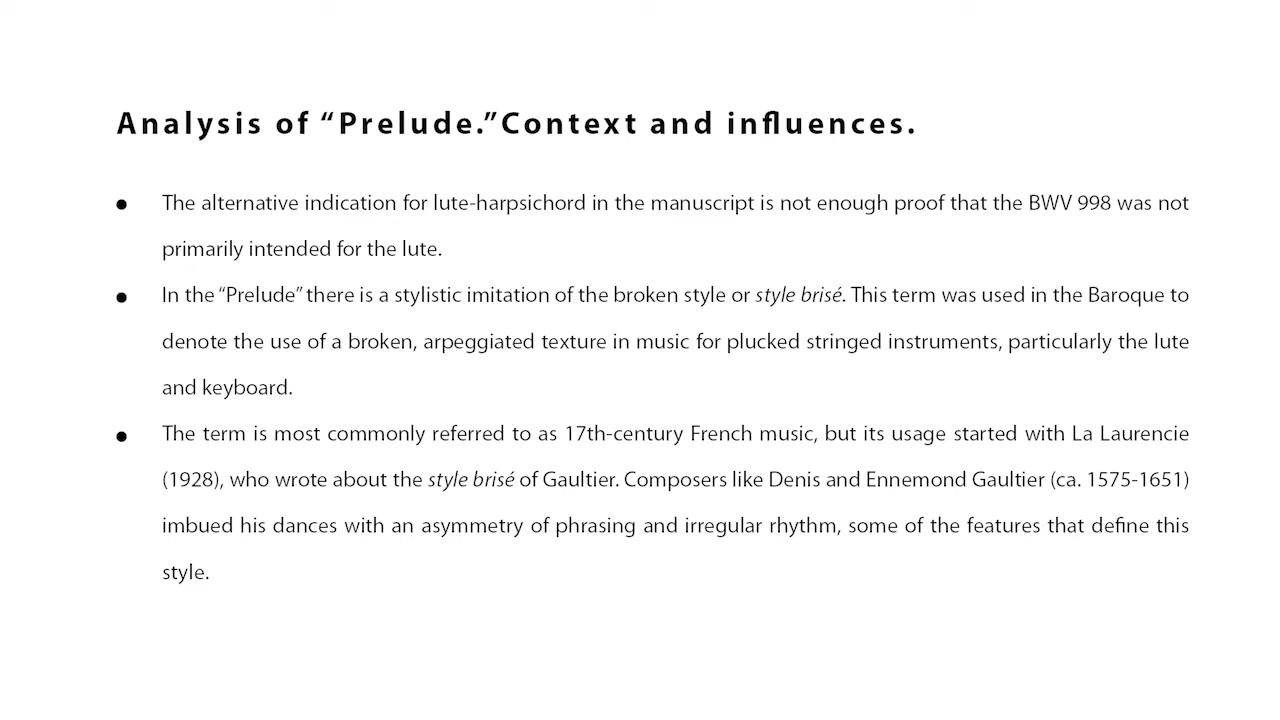 Analysis of “Prelude.”Context and influences.
● The alternative indication for lute-harpsichord in the manuscript is not enough proof that the BWV 998 was not
primarily intended for the lute.
● In the “Prelude” there is a stylistic imitation of the broken style or style brisé. This term was used in the Baroque to
denote the use of a broken, arpeggiated texture in music for plucked stringed instruments, particularly the lute
and keyboard.
● The term is most commonly referred to as 17th-century French music, but its usage started with La Laurencie
(1928), who wrote about the style brisé of Gaultier. Composers like Denis and Ennemond Gaultier (ca. 1575-1651)
imbued his dances with an asymmetry of phrasing and irregular rhythm, some of the features that define this
style.